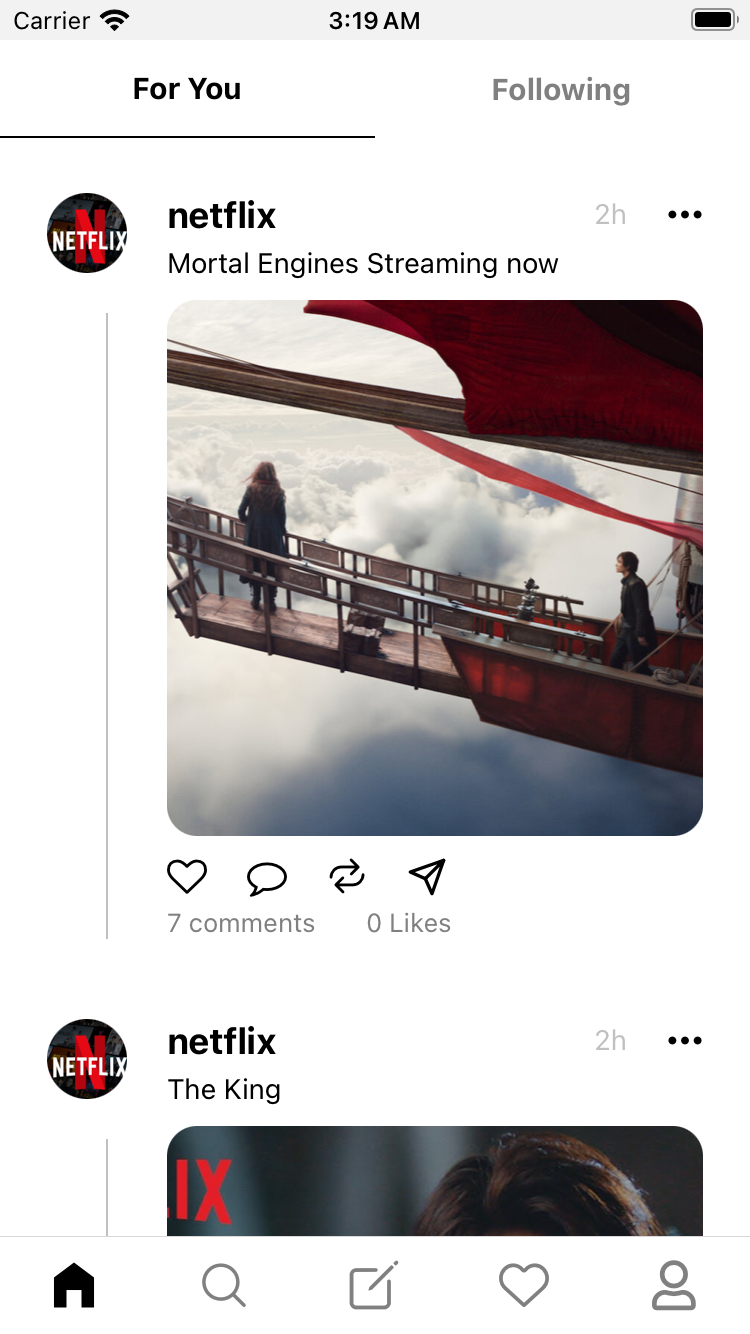 Carrier 3:19 AM
For You Following
NETFLIX
netflix 2h
Mortal Engines Streaming now
7 comments 0 Likes
NETFLIX
netflix 2h
The King
IX